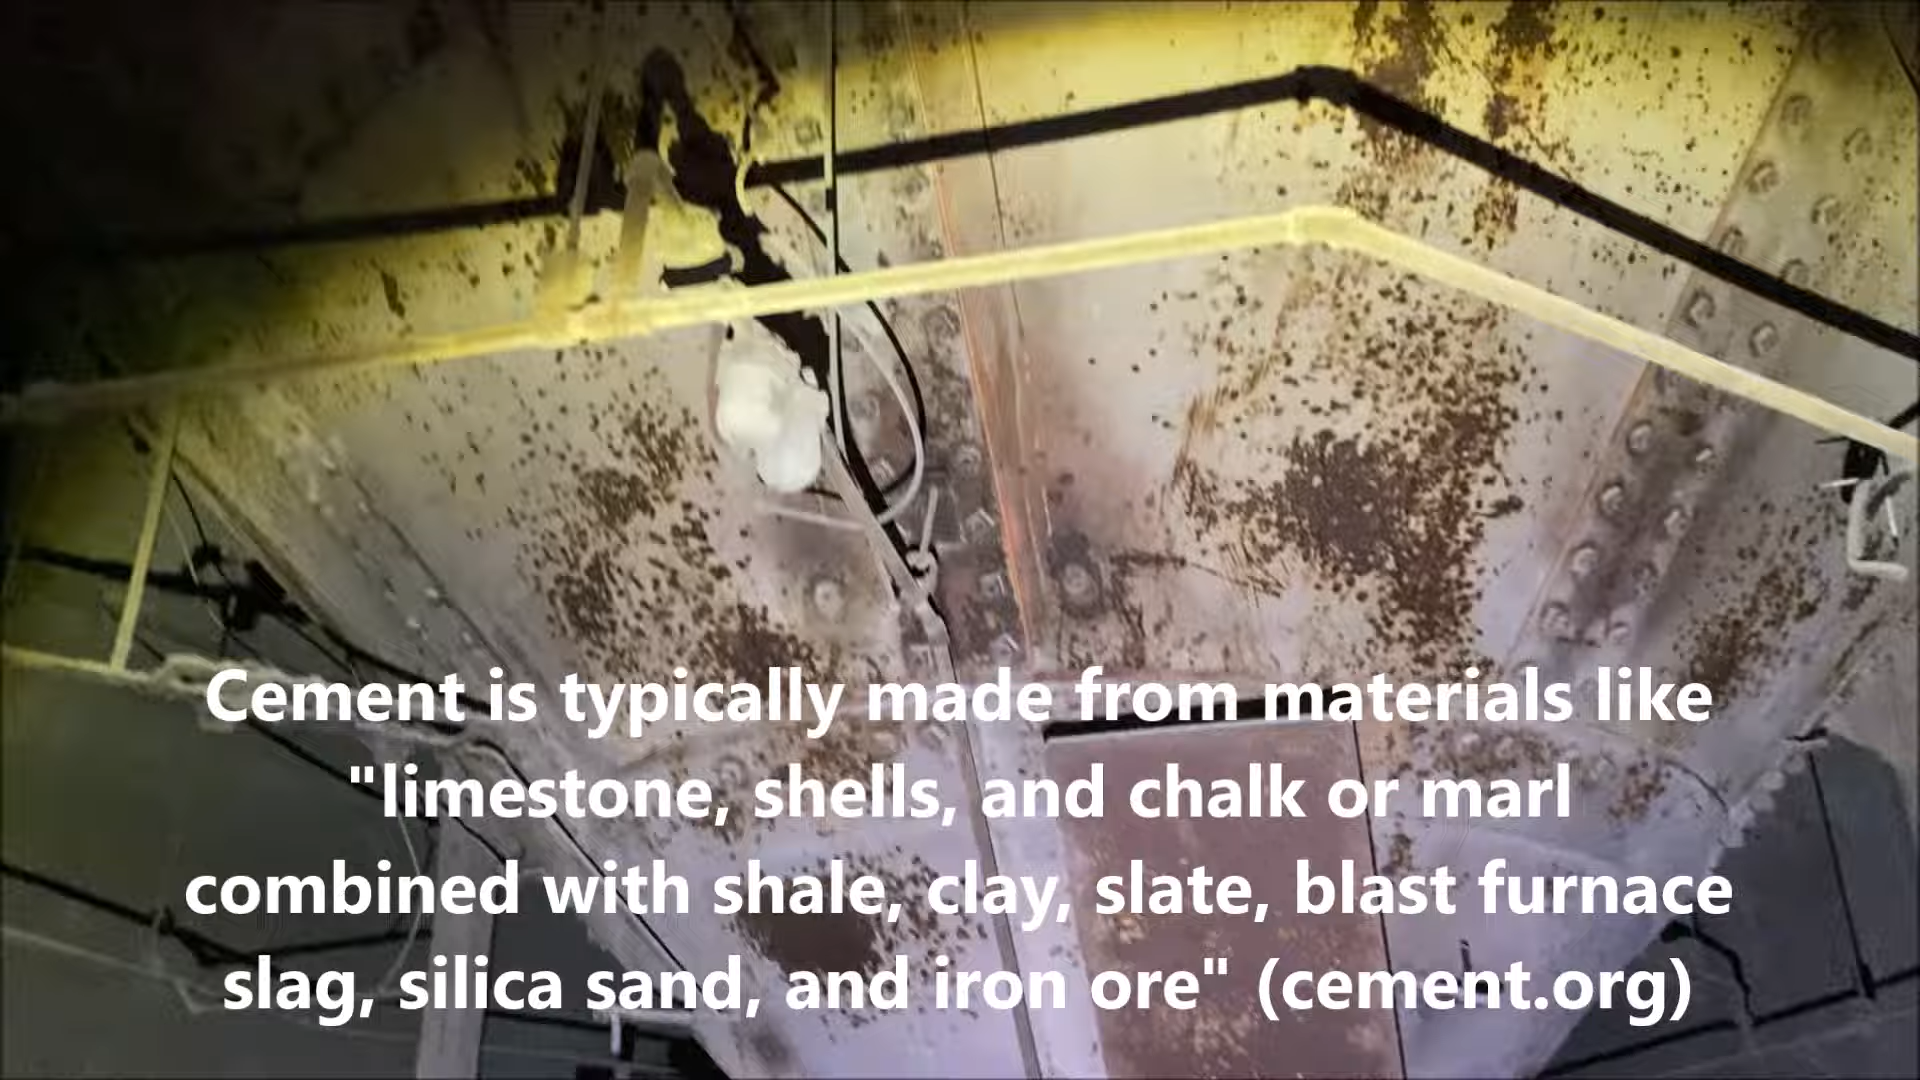 Cement is typically made from materials like
"limestone, shells, and chalk or marl
combined with shale, clay, slate, blast furnace
slag, silica sand, and iron ore" (cement.org)